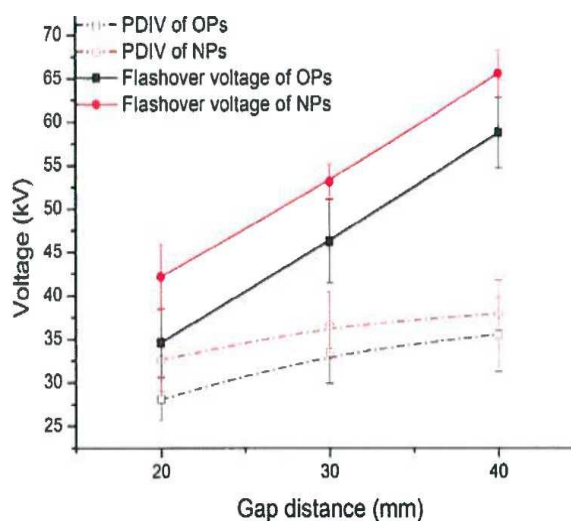 70
65
60
55
50
45
40
35
30
25
Voltage (kV)
PDIV of OPs
PDIV of NPs
Flashover voltage of OPs
Flashover voltage of NPs
20
30
40
Gap distance (mm)